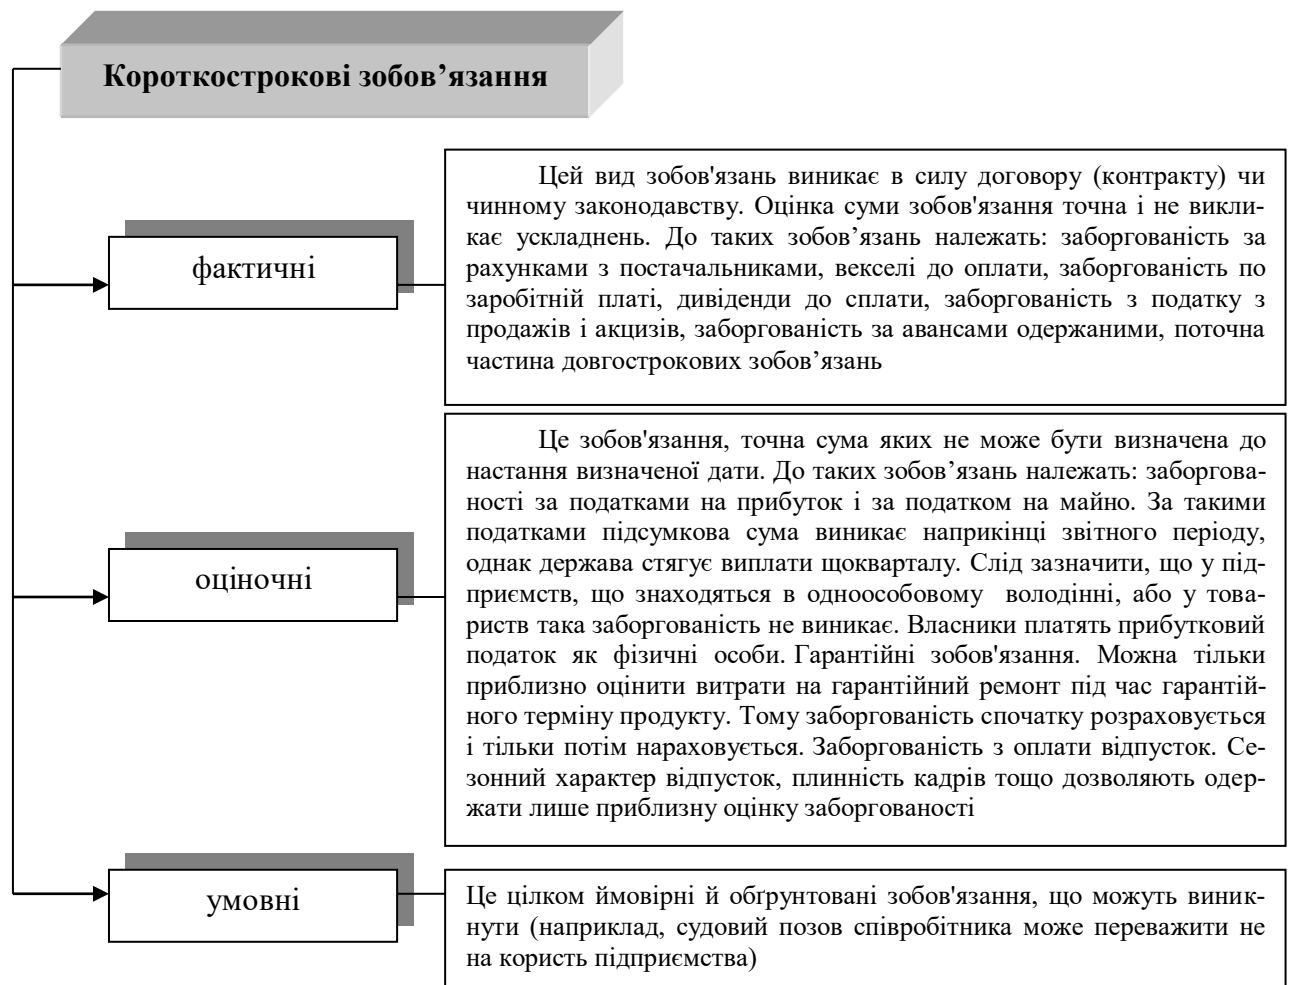 Короткострокові зобов’язання
фактичні
Цей вид зобов'язань виникає в силу договору (контракту) чи
чинному законодавству. Оцінка суми зобов'язання точна і не викли-
кає ускладнень. До таких зобов’язань належать: заборгованість за
рахунками з постачальниками, векселі до оплати, заборгованість по
заробітній платі, дивіденди до сплати, заборгованість з податку з
продажів і акцизів, заборгованість за авансами одержаними, поточна
частина довгострокових зобов’язань
оціночні
Це зобов'язання, точна сума яких не може бути визначена до
настання визначеної дати. До таких зобов’язань належать: заборгова-
ності за податками на прибуток і за податком на майно. За такими
податками підсумкова сума виникає наприкінці звітного періоду,
однак держава стягує виплати щокварталу. Слід зазначити, що у під-
приємств, що знаходяться в одноособовому володінні, або у това-
риств така заборгованість не виникає. Власники платять прибутковий
податок як фізичні особи. Гарантійні зобов'язання. Можна тільки
приблизно оцінити витрати на гарантійний ремонт під час гарантій-
ного терміну продукту. Тому заборгованість спочатку розраховується
і тільки потім нараховується. Заборгованість з оплати відпусток. Се-
зонний характер відпусток, плинність кадрів тощо дозволяють одер-
жати лише приблизну оцінку заборгованості
умовні
Це цілком ймовірні й обґрунтовані зобов'язання, що можуть виник-
нути (наприклад, судовий позов співробітника може переважити не
на користь підприємства)